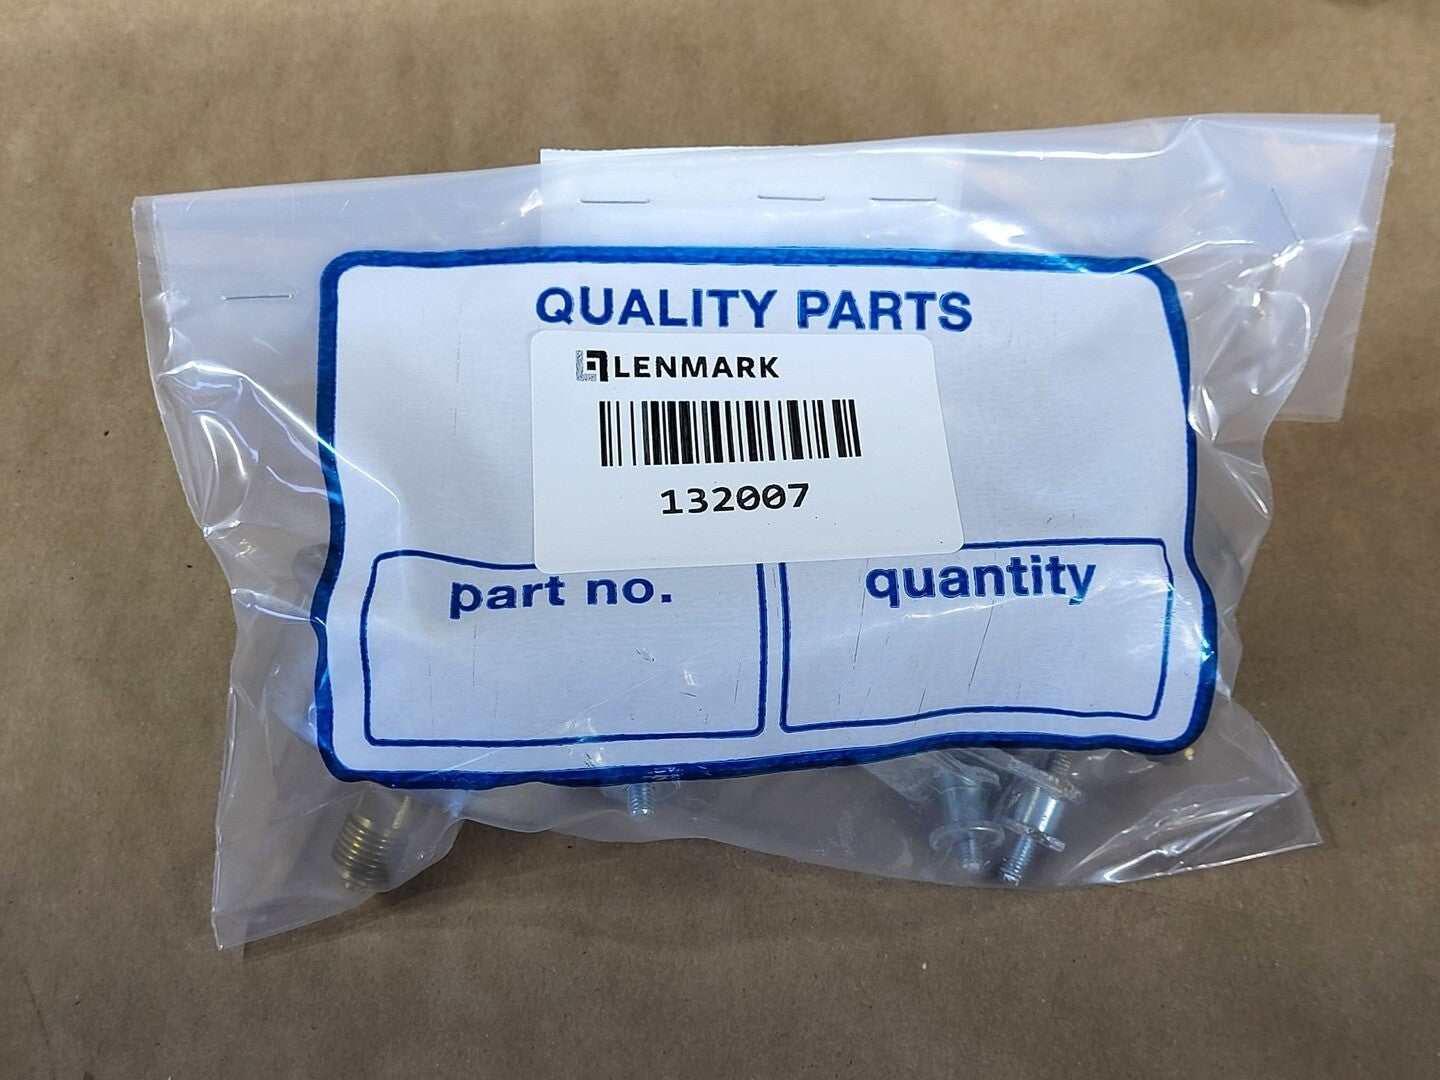 QUALITY PARTS
LENMARK
132007
part no.
quantity